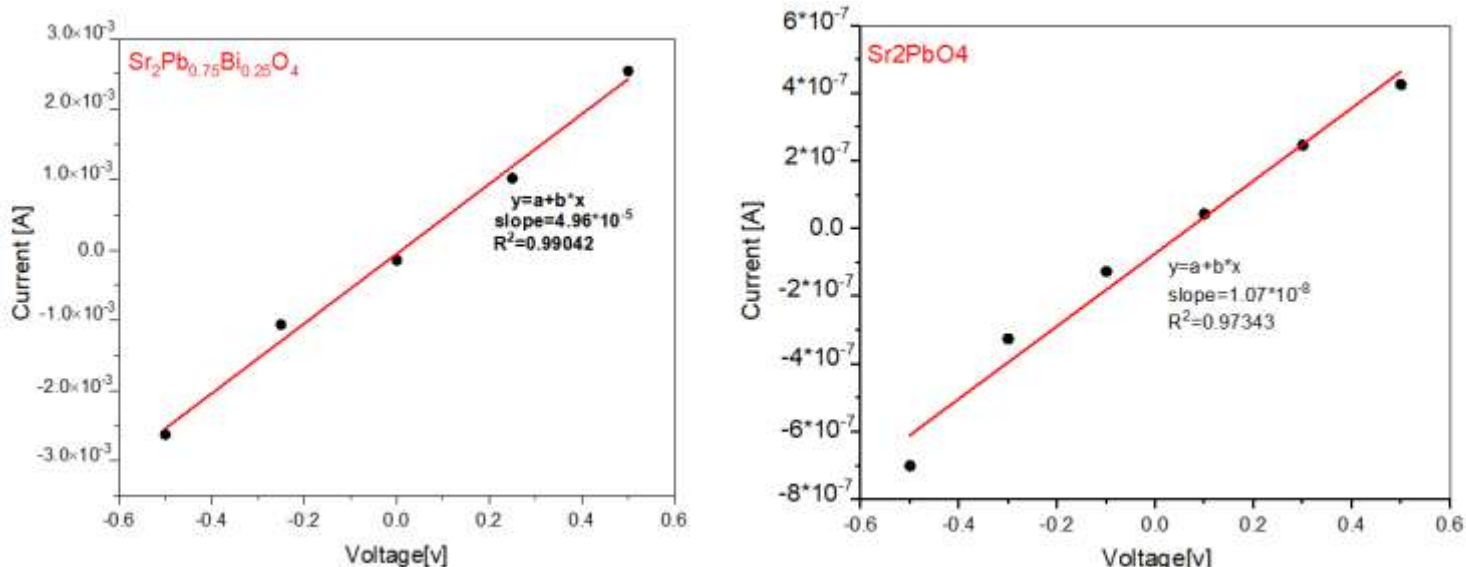 Sr₂Pb₀.₇₅Bi₀.₂₅O₄
3.0×10⁻³
2.0×10⁻³
1.0×10⁻³
0.0
-1.0×10⁻³
-2.0×10⁻³
-3.0×10⁻³
Current [A]
y=a+b*x
slope=4.96*10⁻⁵
R²=0.99042
-0.6 -0.4 -0.2 0.0 0.2 0.4 0.6
Voltage[v]
Sr2PbO4
6*10⁻⁷
4*10⁻⁷
2*10⁻⁷
0.0
-2*10⁻⁷
-4*10⁻⁷
-6*10⁻⁷
-8*10⁻⁷
Current [A]
y=a+b*x
slope=1.07*10⁻⁸
R²=0.97343
-0.6 -0.4 -0.2 0.0 0.2 0.4 0.6
Voltage[v]